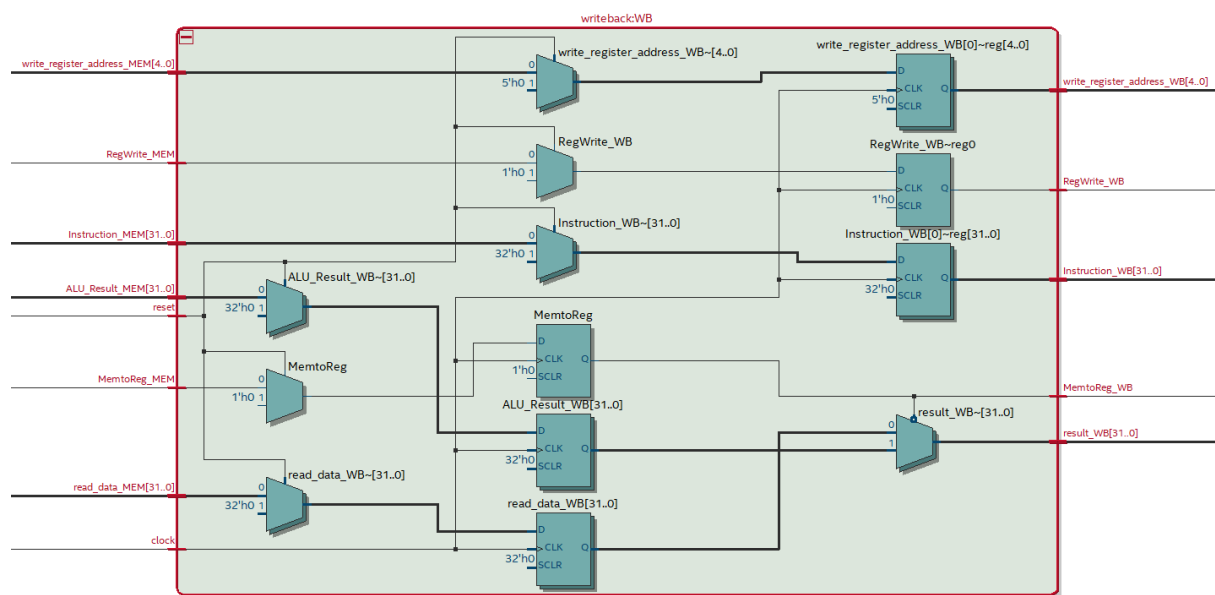 writeback:WB
write_register_address_MEM[4..0]
write_register_address_WB~[4..0]
0
5'h0 1
write_register_address_WB[0]~reg[4..0]
D
CLK Q
5'h0
SCLR
write_register_address_WB[4..0]
RegWrite_MEM
RegWrite_WB
0
1'h0 1
RegWrite_WB~reg0
D
CLK Q
1'h0
SCLR
RegWrite_WB
Instruction_MEM[31..0]
Instruction_WB~[31..0]
0
32'h0 1
Instruction_WB[0]~reg[31..0]
D
CLK Q
32'h0
SCLR
Instruction_WB[31..0]
ALU_Result_MEM[31..0]
reset
ALU_Result_WB~[31..0]
0
32'h0 1
MemtoReg_MEM
MemtoReg
0
1'h0 1
MemtoReg
D
CLK Q
1'h0
SCLR
MemtoReg_WB
ALU_Result_WB[31..0]
D
CLK Q
32'h0
SCLR
result_WB~[31..0]
0
1
result_WB[31..0]
read_data_MEM[31..0]
read_data_WB~[31..0]
0
32'h0 1
read_data_WB[31..0]
D
CLK Q
32'h0
SCLR
clock